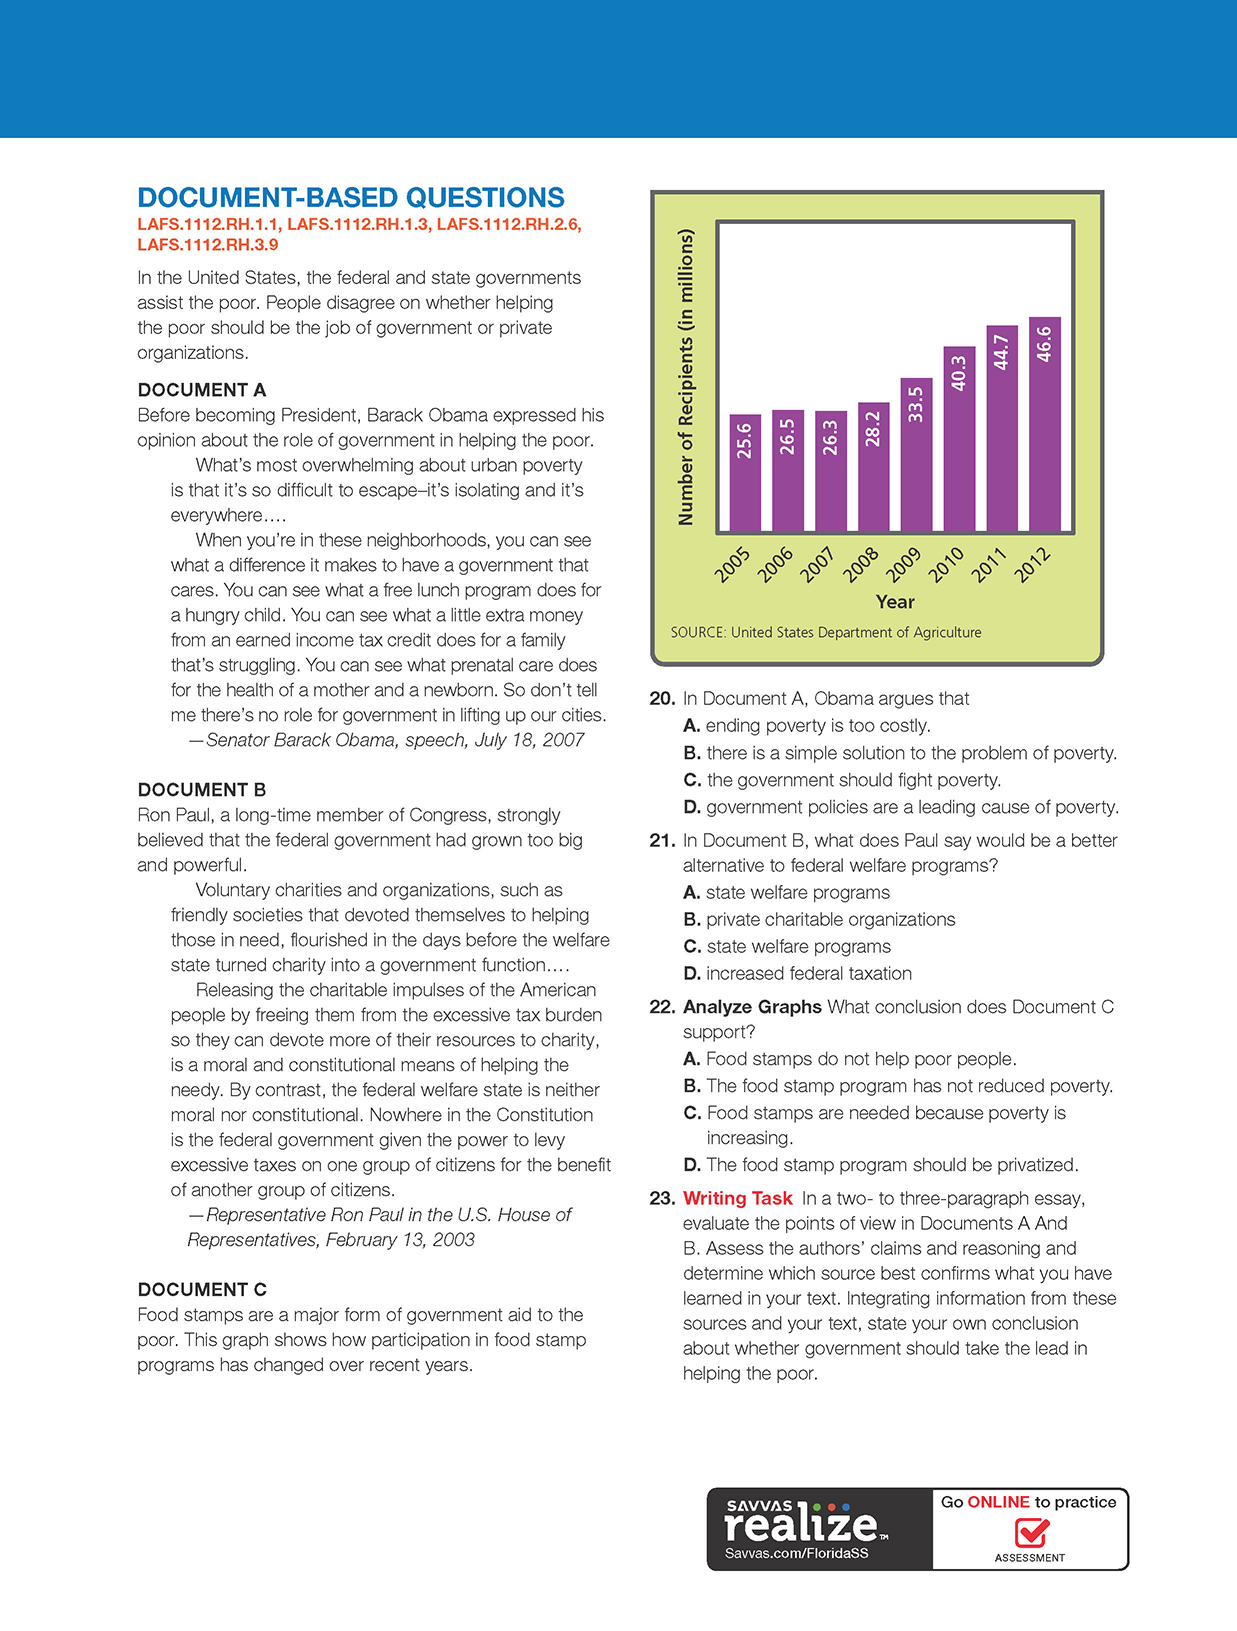 DOCUMENT-BASED QUESTIONS
LAFS.1112.RH.1.1, LAFS.1112.RH.1.3, LAFS.1112.RH.2.6,
LAFS.1112.RH.3.9
In the United States, the federal and state governments
assist the poor. People disagree on whether helping
the poor should be the job of government or private
organizations.
DOCUMENT A
Before becoming President, Barack Obama expressed his
opinion about the role of government in helping the poor.
What’s most overwhelming about urban poverty
is that it’s so difficult to escape–it’s isolating and it’s
everywhere….
When you’re in these neighborhoods, you can see
what a difference it makes to have a government that
cares. You can see what a free lunch program does for
a hungry child. You can see what a little extra money
from an earned income tax credit does for a family
that’s struggling. You can see what prenatal care does
for the health of a mother and a newborn. So don’t tell
me there’s no role for government in lifting up our cities.
—Senator Barack Obama, speech, July 18, 2007
DOCUMENT B
Ron Paul, a long-time member of Congress, strongly
believed that the federal government had grown too big
and powerful.
Voluntary charities and organizations, such as
friendly societies that devoted themselves to helping
those in need, flourished in the days before the welfare
state turned charity into a government function….
Releasing the charitable impulses of the American
people by freeing them from the excessive tax burden
so they can devote more of their resources to charity,
is a moral and constitutional means of helping the
needy. By contrast, the federal welfare state is neither
moral nor constitutional. Nowhere in the Constitution
is the federal government given the power to levy
excessive taxes on one group of citizens for the benefit
of another group of citizens.
—Representative Ron Paul in the U.S. House of
Representatives, February 13, 2003
DOCUMENT C
Food stamps are a major form of government aid to the
poor. This graph shows how participation in food stamp
programs has changed over recent years.
Number of Recipients (in millions)
25.6 26.5 26.3 28.2 33.5 40.3 44.7 46.6
2005 2006 2007 2008 2009 2010 2011 2012
Year
SOURCE: United States Department of Agriculture
20. In Document A, Obama argues that
A. ending poverty is too costly.
B. there is a simple solution to the problem of poverty.
C. the government should fight poverty.
D. government policies are a leading cause of poverty.
21. In Document B, what does Paul say would be a better
alternative to federal welfare programs?
A. state welfare programs
B. private charitable organizations
C. state welfare programs
D. increased federal taxation
22. Analyze Graphs What conclusion does Document C
support?
A. Food stamps do not help poor people.
B. The food stamp program has not reduced poverty.
C. Food stamps are needed because poverty is
increasing.
D. The food stamp program should be privatized.
23. Writing Task In a two- to three-paragraph essay,
evaluate the points of view in Documents A And
B. Assess the authors’ claims and reasoning and
determine which source best confirms what you have
learned in your text. Integrating information from these
sources and your text, state your own conclusion
about whether government should take the lead in
helping the poor.
SAVVAS
realize™
Savvas.com/FloridaSS
Go ONLINE to practice
ASSESSMENT